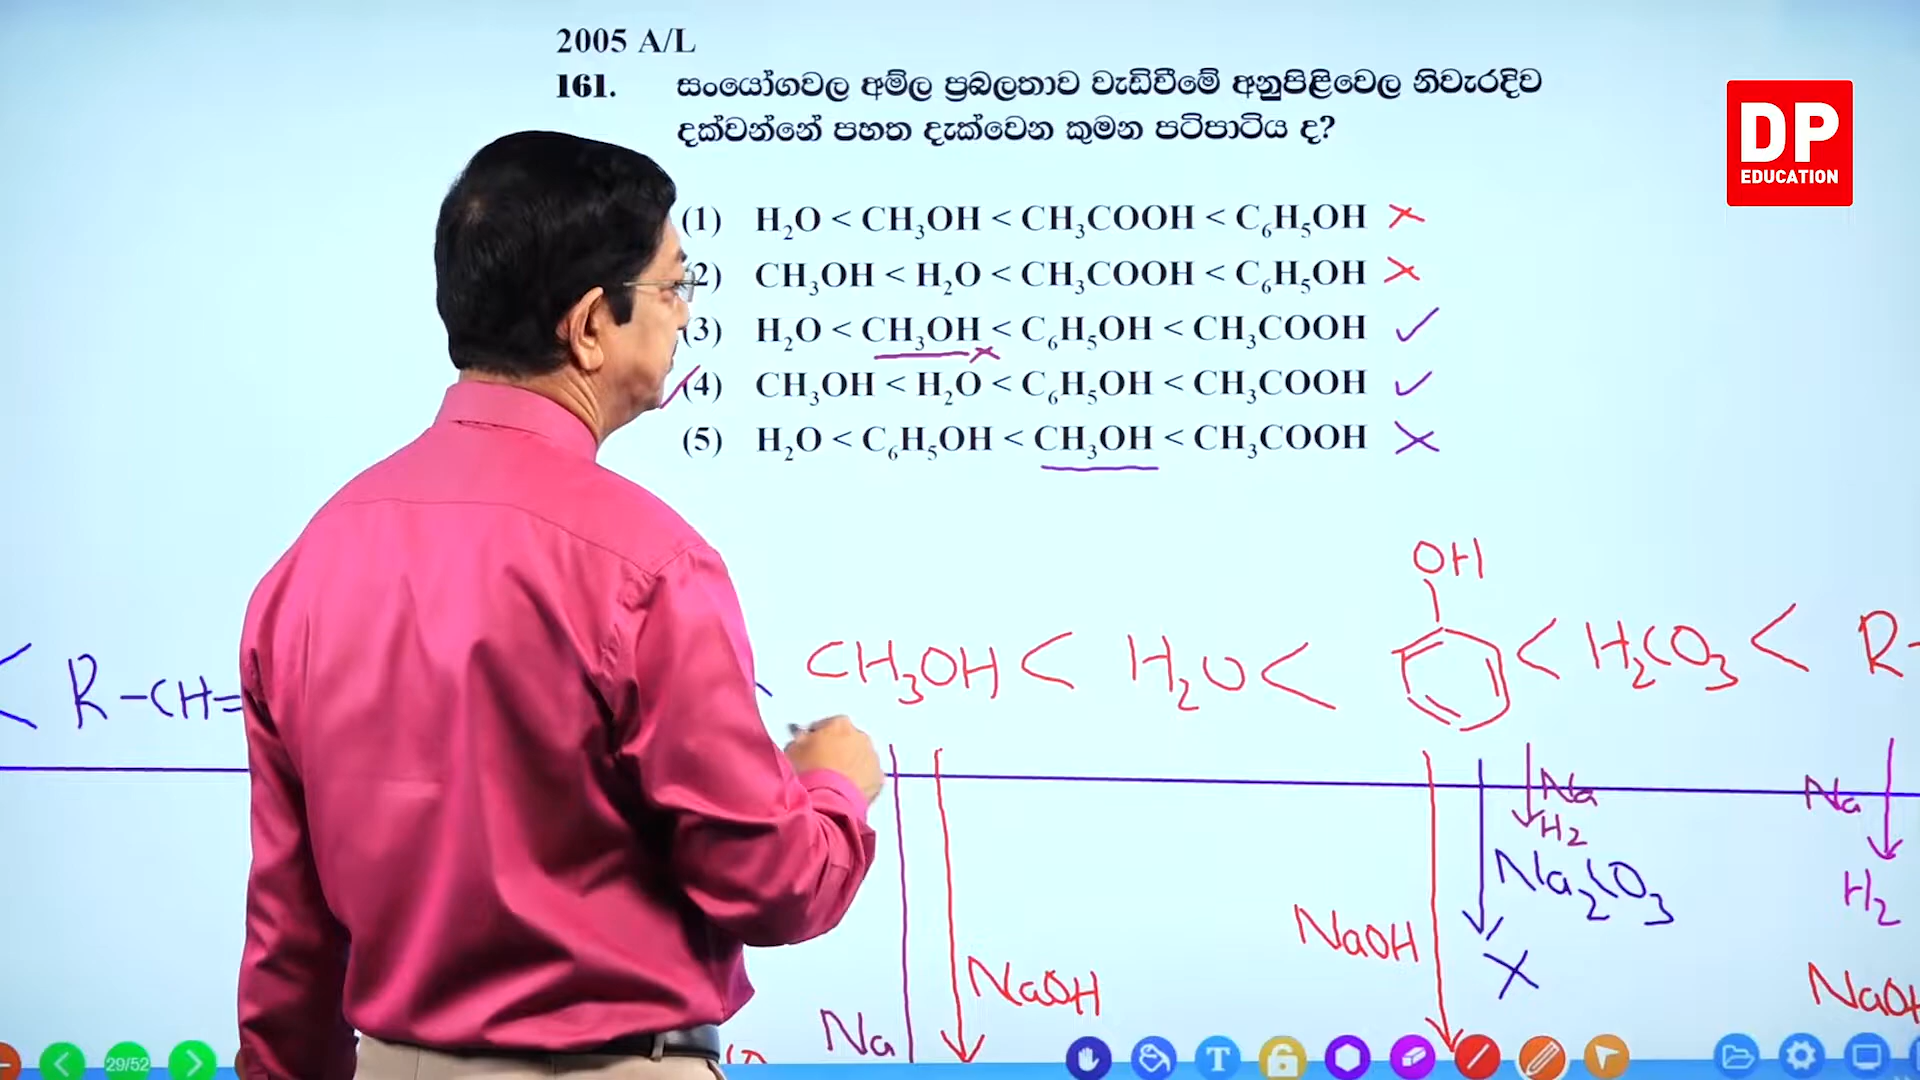 2005 A/L
DP
EDUCATION
161. සංයෝගවල අම්ල ප්‍රබලතාව වැඩිවීමේ අනුපිළිවෙල නිවැරදිව
දක්වන්නේ පහත දැක්වෙන කුමන පටිපාටිය ද?
(1) H₂O < CH₃OH < CH₃COOH < C₆H₅OH ×
2) CH₃OH < H₂O < CH₃COOH < C₆H₅OH ×
(3) H₂O < CH₃OH < C₆H₅OH < CH₃COOH ✓
×
(4) CH₃OH < H₂O < C₆H₅OH < CH₃COOH ✓
(5) H₂O < C₆H₅OH < CH₃OH < CH₃COOH ×
OH
< R-CH= CH₃OH < H₂O < < H₂CO₃ < R-
Na Na
H₂
Na₂CO₃ H₂
NaOH X
NaOH NaOH
Na
29/52 T